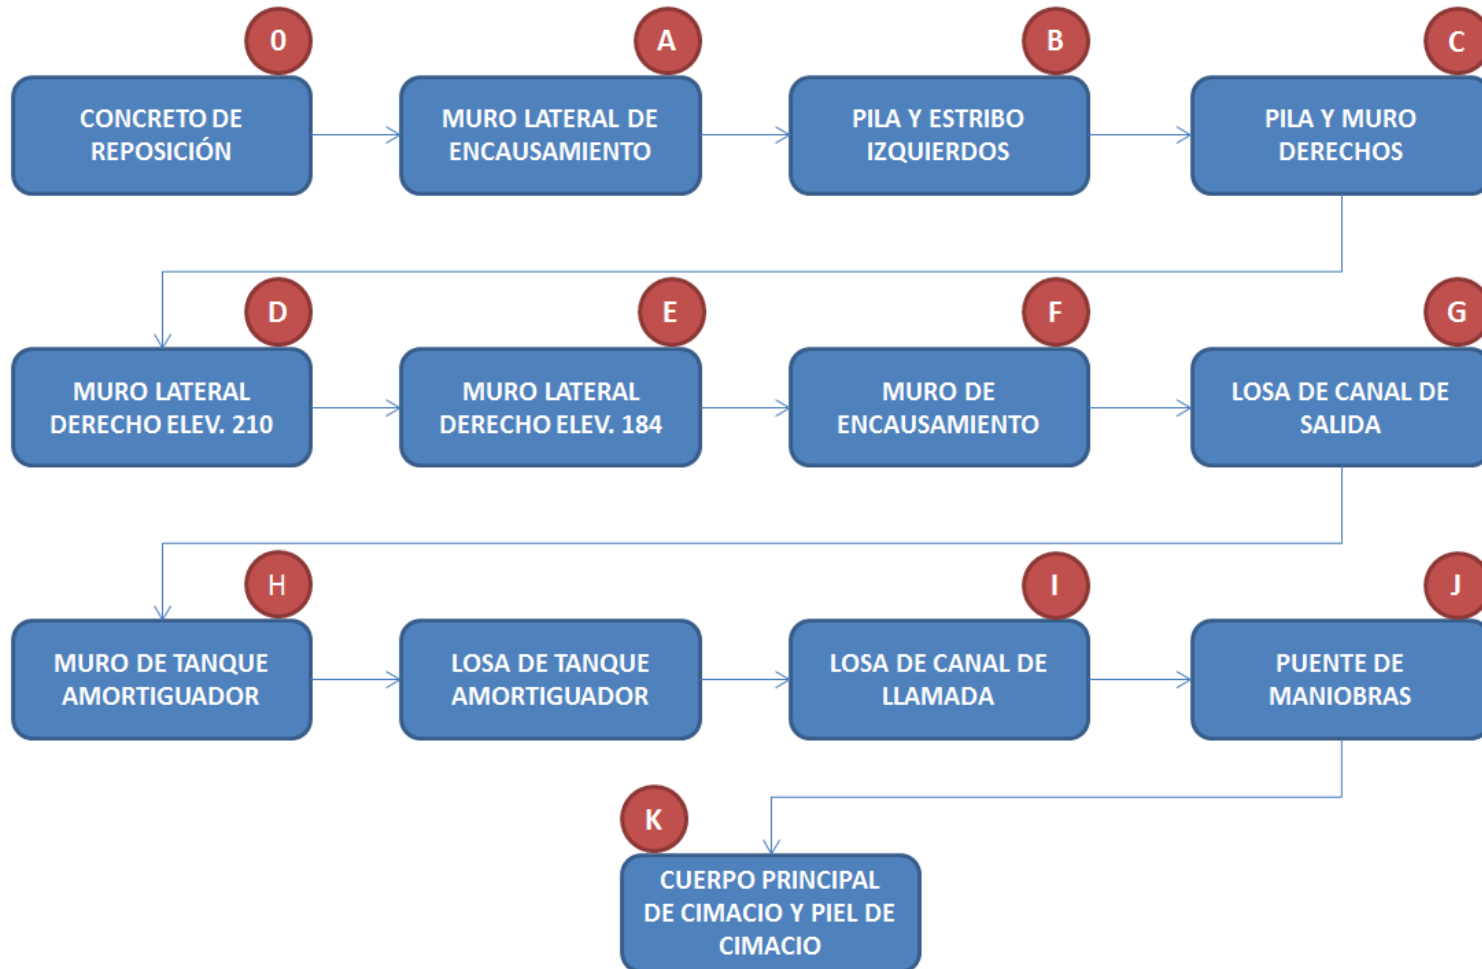 0
CONCRETO DE
REPOSICIÓN
A
MURO LATERAL DE
ENCAUSAMIENTO
B
PILA Y ESTRIBO
IZQUIERDOS
C
PILA Y MURO
DERECHOS
D
MURO LATERAL
DERECHO ELEV. 210
E
MURO LATERAL
DERECHO ELEV. 184
F
MURO DE
ENCAUSAMIENTO
G
LOSA DE CANAL DE
SALIDA
H
MURO DE TANQUE
AMORTIGUADOR
LOSA DE TANQUE
AMORTIGUADOR
I
LOSA DE CANAL DE
LLAMADA
J
PUENTE DE
MANIOBRAS
K
CUERPO PRINCIPAL
DE CIMACIO Y PIEL DE
CIMACIO